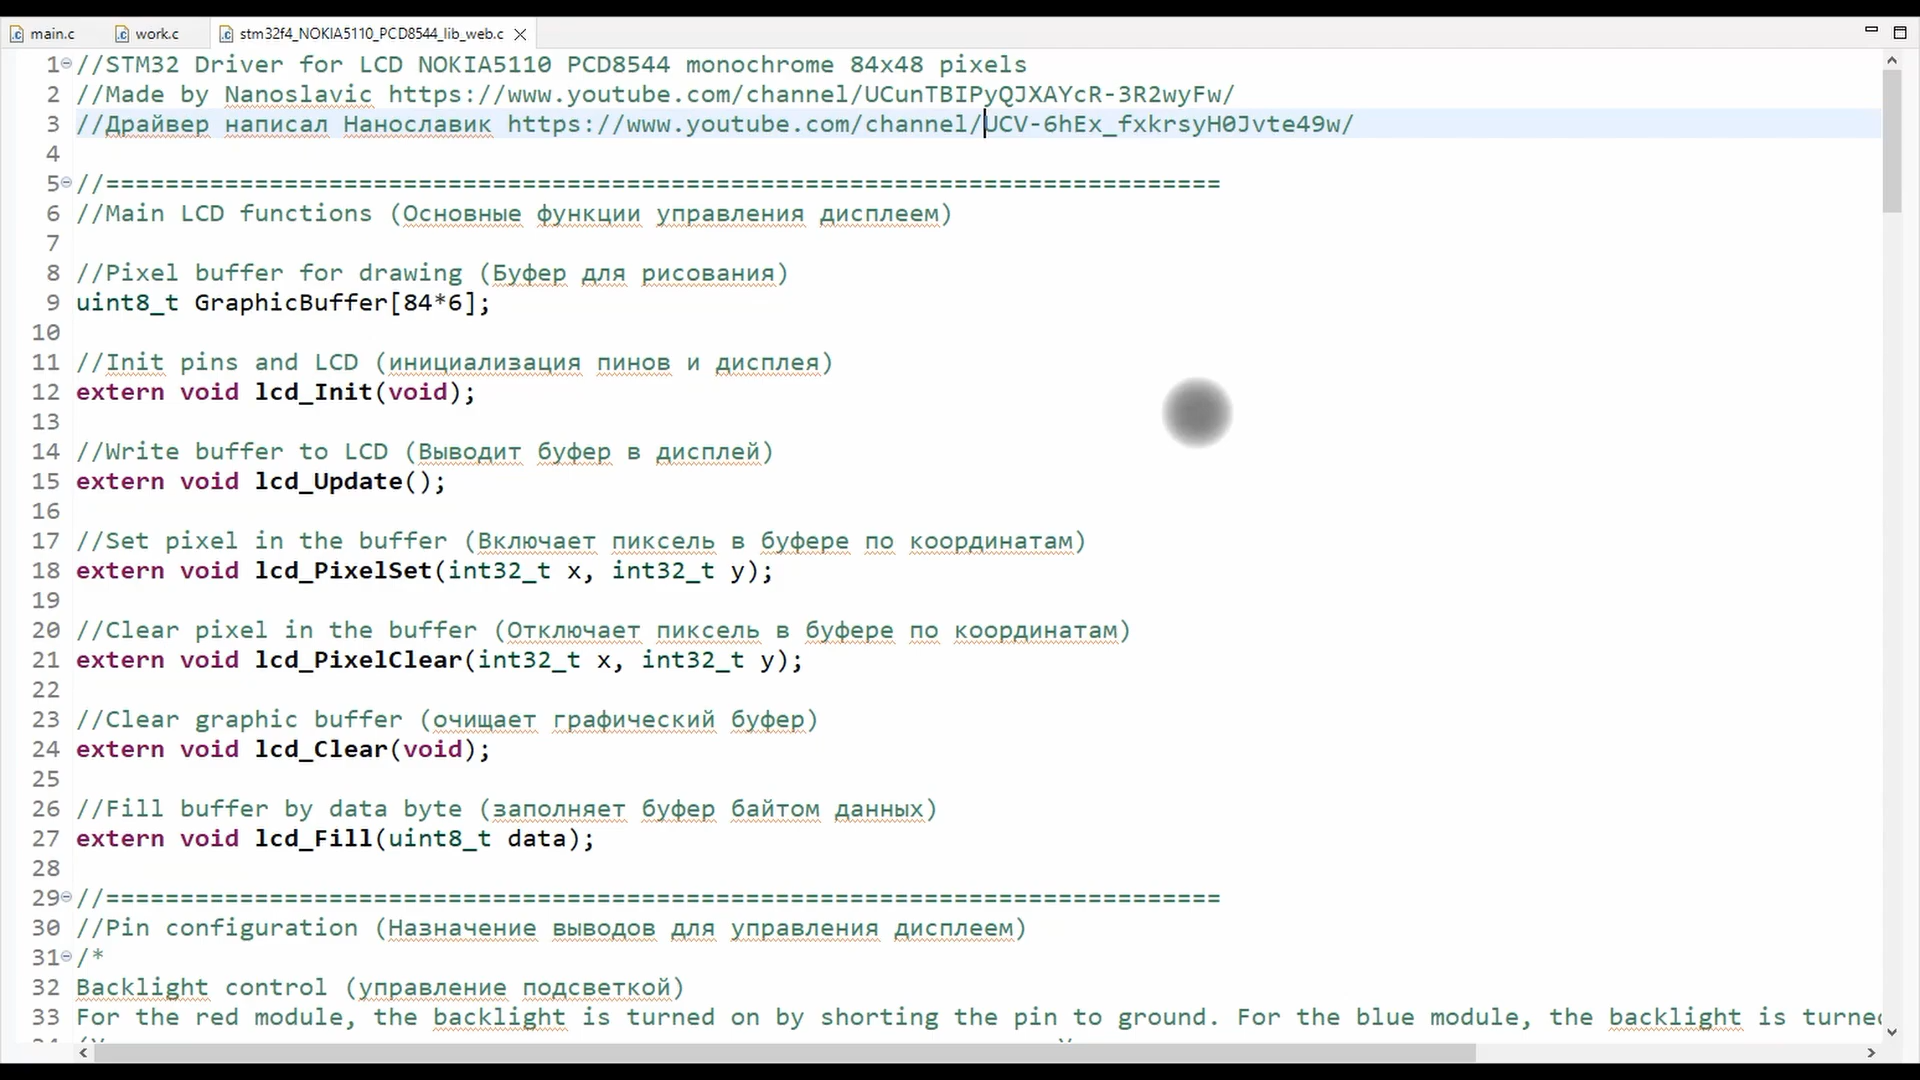 main.c work.c stm32f4_NOKIA5110_PCD8544_lib_web.c
1 //STM32 Driver for LCD NOKIA5110 PCD8544 monochrome 84x48 pixels
2 //Made by Nanoslavic https://www.youtube.com/channel/UCunTBIPyQJXAYcR-3R2wyFw/
3 //Драйвер написал Нанославик https://www.youtube.com/channel/UCV-6hEx_fxkrsyH0Jvte49w/
4
5 //===========================================================================
6 //Main LCD functions (Основные функции управления дисплеем)
7
8 //Pixel buffer for drawing (Буфер для рисования)
9 uint8_t GraphicBuffer[84*6];
10
11 //Init pins and LCD (инициализация пинов и дисплея)
12 extern void lcd_Init(void);
13
14 //Write buffer to LCD (Выводит буфер в дисплей)
15 extern void lcd_Update();
16
17 //Set pixel in the buffer (Включает пиксель в буфере по координатам)
18 extern void lcd_PixelSet(int32_t x, int32_t y);
19
20 //Clear pixel in the buffer (Отключает пиксель в буфере по координатам)
21 extern void lcd_PixelClear(int32_t x, int32_t y);
22
23 //Clear graphic buffer (очищает графический буфер)
24 extern void lcd_Clear(void);
25
26 //Fill buffer by data byte (заполняет буфер байтом данных)
27 extern void lcd_Fill(uint8_t data);
28
29 //===========================================================================
30 //Pin configuration (Назначение выводов для управления дисплеем)
31 /*
32 Backlight control (управление подсветкой)
33 For the red module, the backlight is turned on by shorting the pin to ground. For the blue module, the backlight is turned